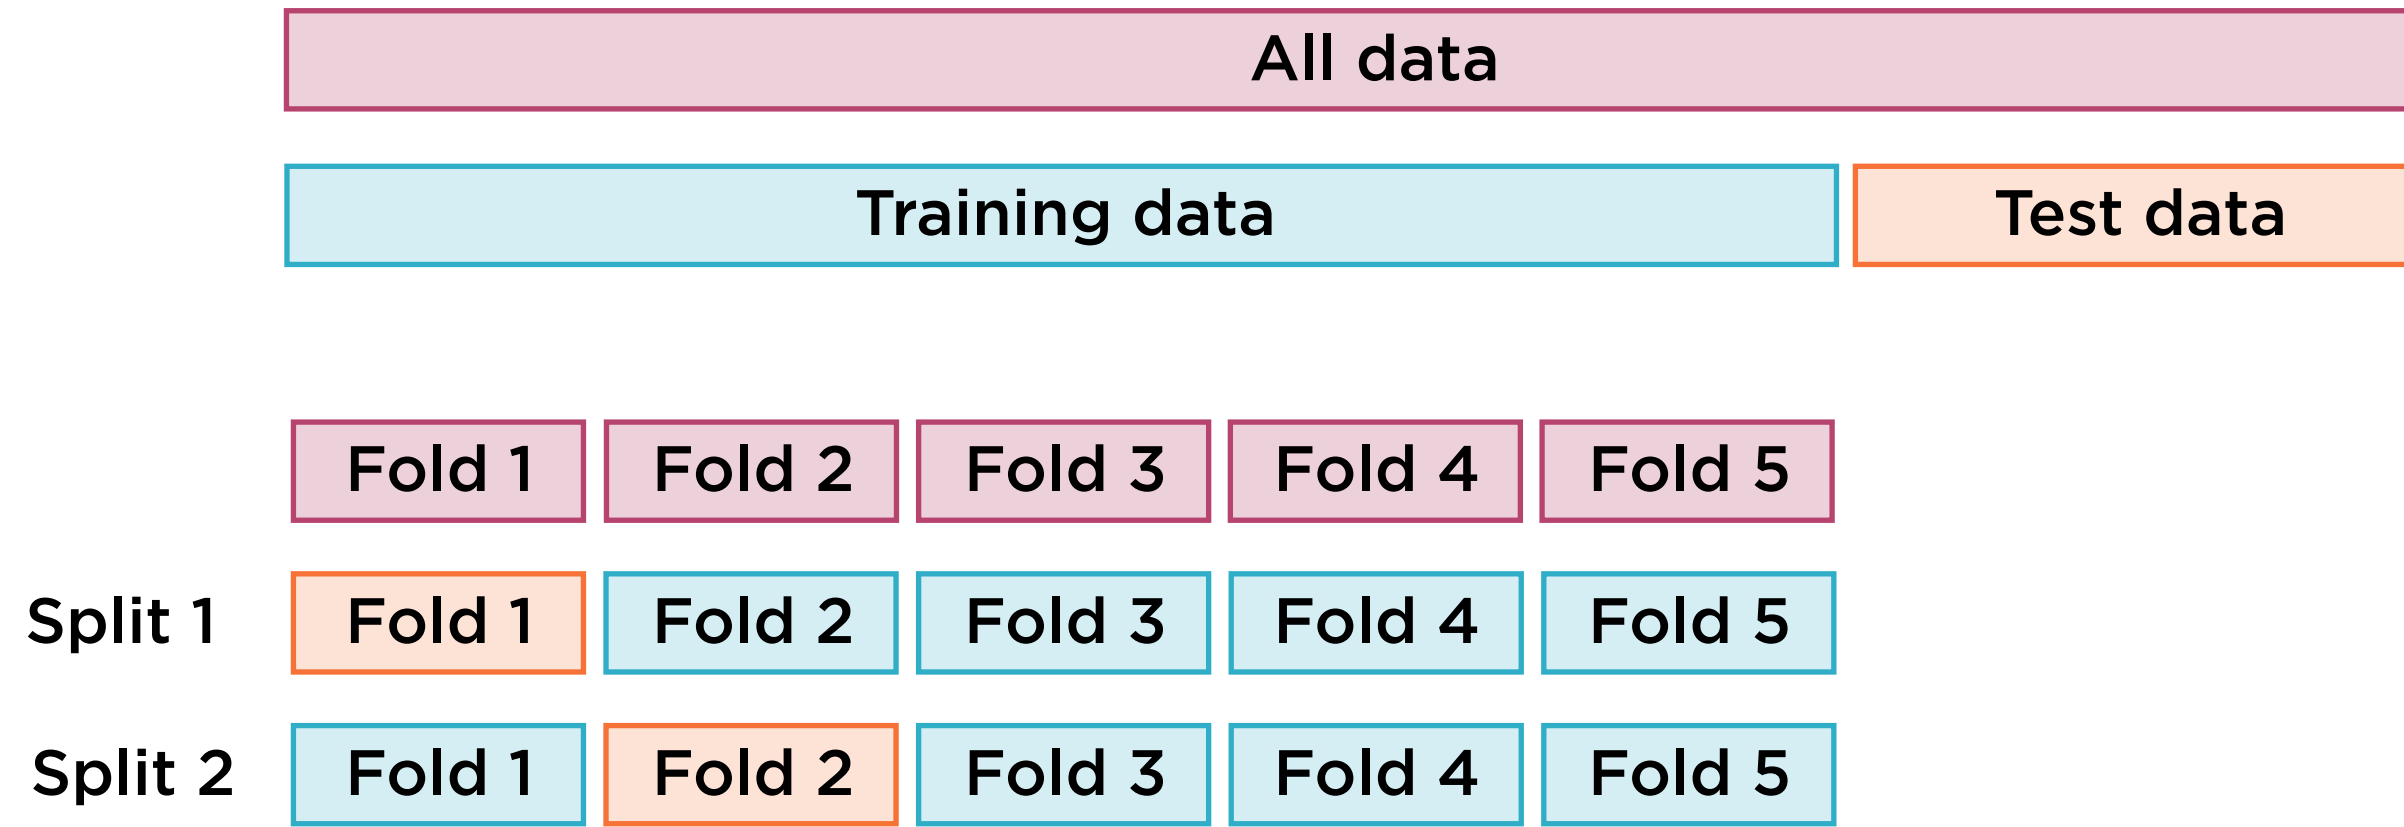 All data
Training data Test data
Fold 1 Fold 2 Fold 3 Fold 4 Fold 5
Split 1 Fold 1 Fold 2 Fold 3 Fold 4 Fold 5
Split 2 Fold 1 Fold 2 Fold 3 Fold 4 Fold 5